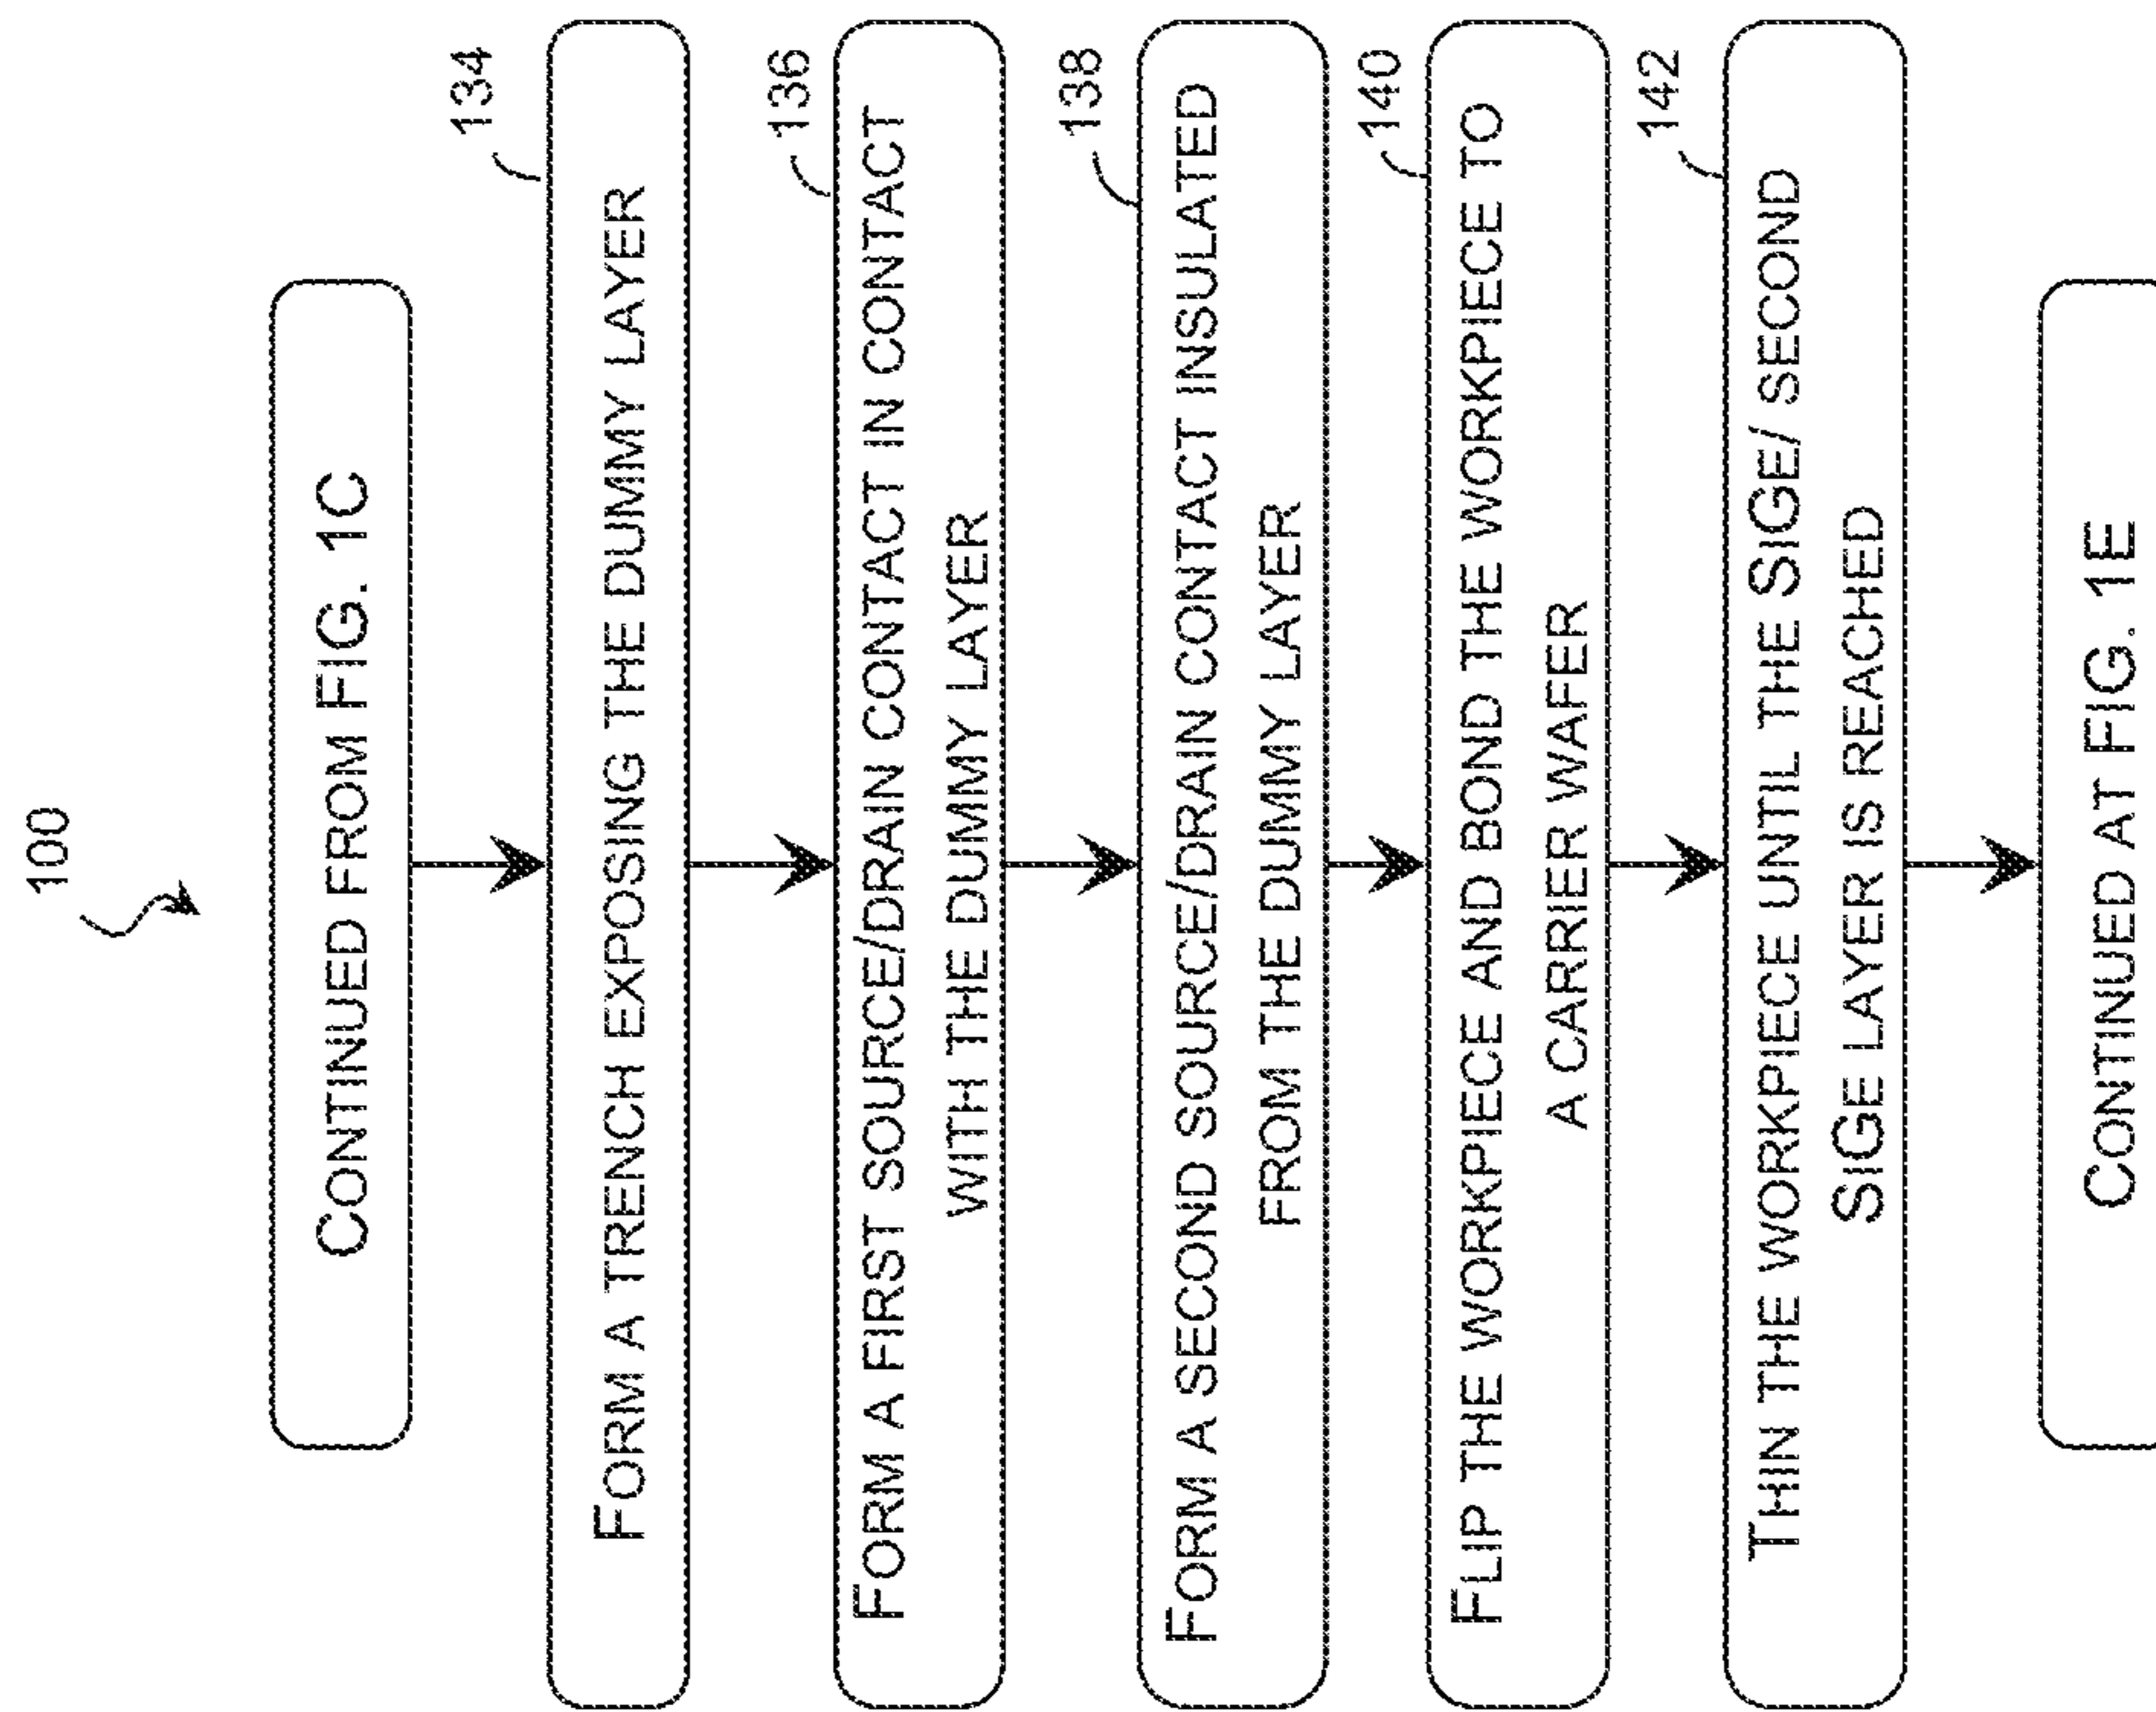 100
CONTINUED FROM FIG. 1C
134
FORM A TRENCH EXPOSING THE DUMMY LAYER
136
FORM A FIRST SOURCE/DRAIN CONTACT IN CONTACT
WITH THE DUMMY LAYER
138
FORM A SECOND SOURCE/DRAIN CONTACT INSULATED
FROM THE DUMMY LAYER
140
FLIP THE WORKPIECE AND BOND THE WORKPIECE TO
A CARRIER WAFER
142
THIN THE WORKPIECE UNTIL THE SIGE/ SECOND
SIGE LAYER IS REACHED
CONTINUED AT FIG. 1E